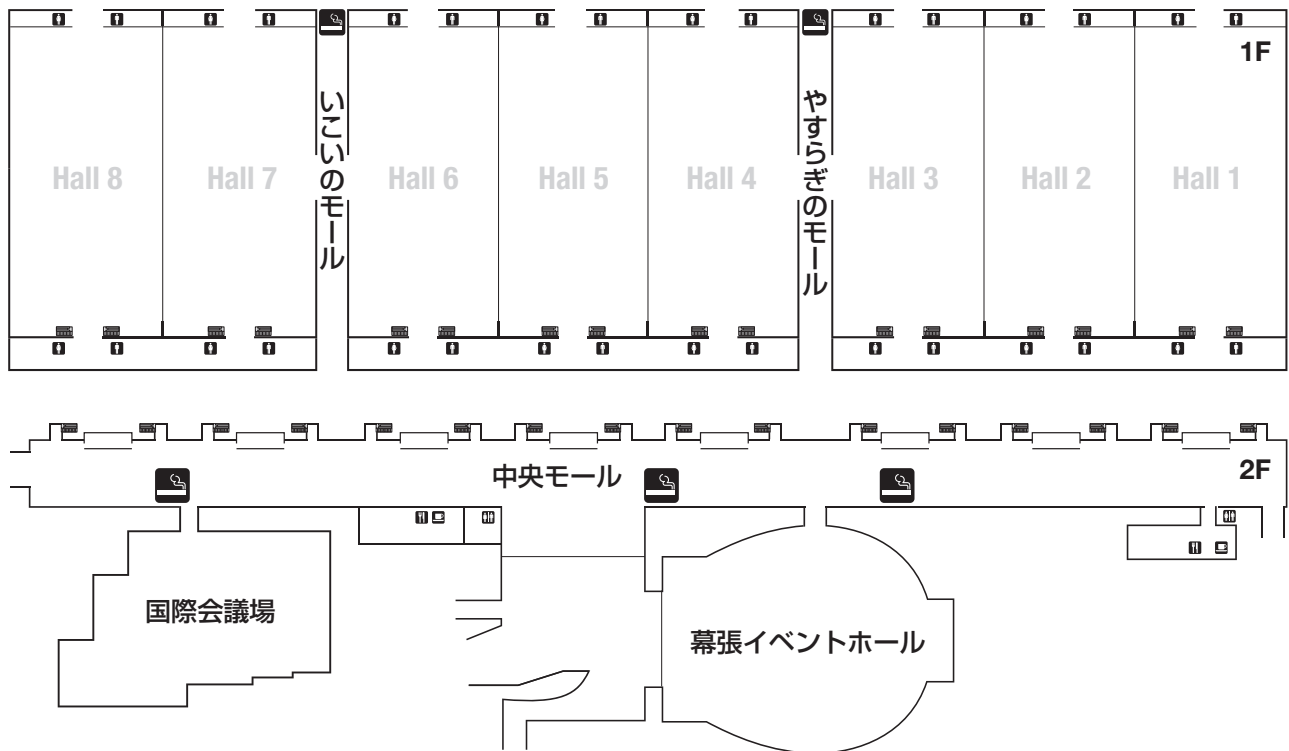 1F
Hall 8
Hall 7
いこいのモール
Hall 6
Hall 5
Hall 4
やすらぎのモール
Hall 3
Hall 2
Hall 1
中央モール
2F
国際会議場
幕張イベントホール